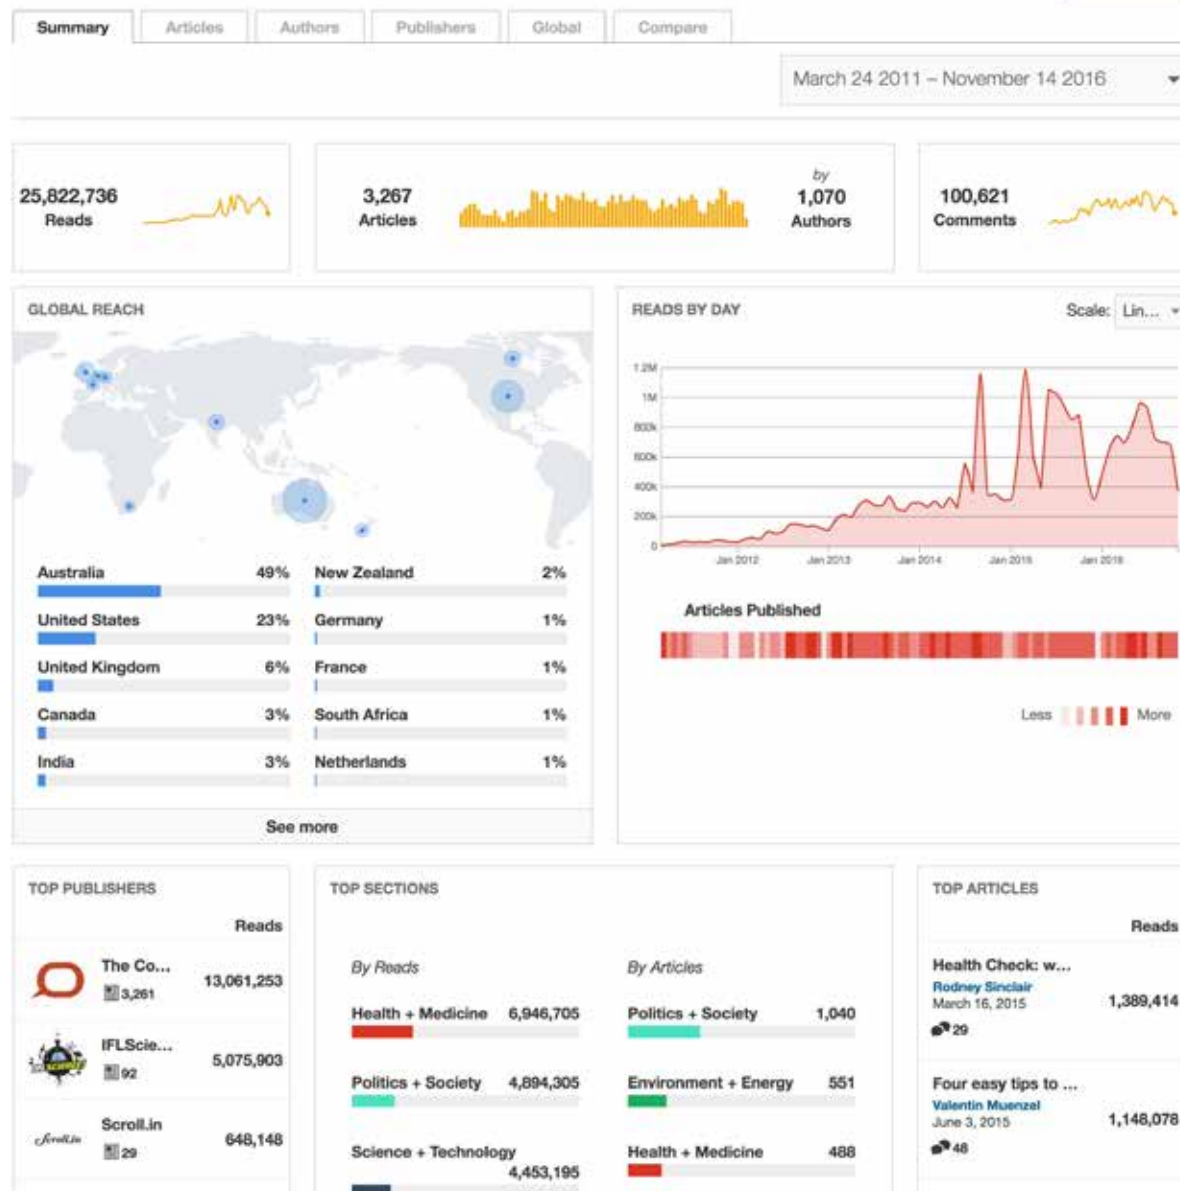 Summary
Articles
Authors
Publishers
Global
Compare
March 24 2011 – November 14 2016
25,822,736
Reads
3,267
Articles
by
1,070
Authors
100,621
Comments
GLOBAL REACH
Australia 49%
United States 23%
United Kingdom 6%
Canada 3%
India 3%
New Zealand 2%
Germany 1%
France 1%
South Africa 1%
Netherlands 1%
See more
READS BY DAY
Scale: Lin...
1.2M
1M
800k
600k
400k
200k
0
Jan 2012
Jan 2013
Jan 2014
Jan 2015
Jan 2016
Articles Published
Less
More
TOP PUBLISHERS
Reads
The Co...
3,261
13,061,253
IFLScie...
92
5,075,903
Scroll.in
Scroll.in
29
648,148
TOP SECTIONS
By Reads
Health + Medicine 6,946,705
Politics + Society 4,894,305
Science + Technology
4,453,195
By Articles
Politics + Society 1,040
Environment + Energy 551
Health + Medicine 488
TOP ARTICLES
Reads
Health Check: w...
Rodney Sinclair
March 16, 2015
1,389,414
29
Four easy tips to ...
Valentin Muenzel
June 3, 2015
1,148,078
48